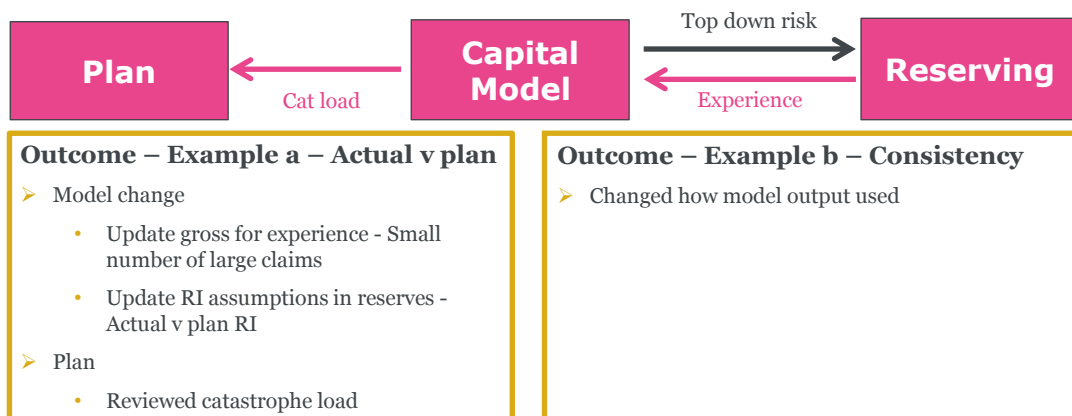 Top down risk
Plan
Capital
Model
Reserving
Cat load
Experience
Outcome – Example a – Actual v plan
➢ Model change
• Update gross for experience - Small
number of large claims
• Update RI assumptions in reserves -
Actual v plan RI
➢ Plan
• Reviewed catastrophe load
Outcome – Example b – Consistency
➢ Changed how model output used